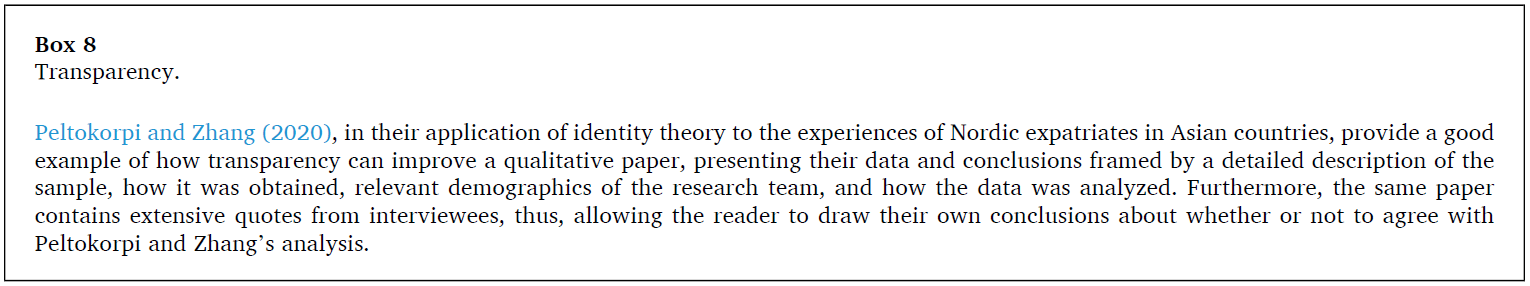 Box 8
Transparency.
Peltokorpi and Zhang (2020), in their application of identity theory to the experiences of Nordic expatriates in Asian countries, provide a good
example of how transparency can improve a qualitative paper, presenting their data and conclusions framed by a detailed description of the
sample, how it was obtained, relevant demographics of the research team, and how the data was analyzed. Furthermore, the same paper
contains extensive quotes from interviewees, thus, allowing the reader to draw their own conclusions about whether or not to agree with
Peltokorpi and Zhang’s analysis.